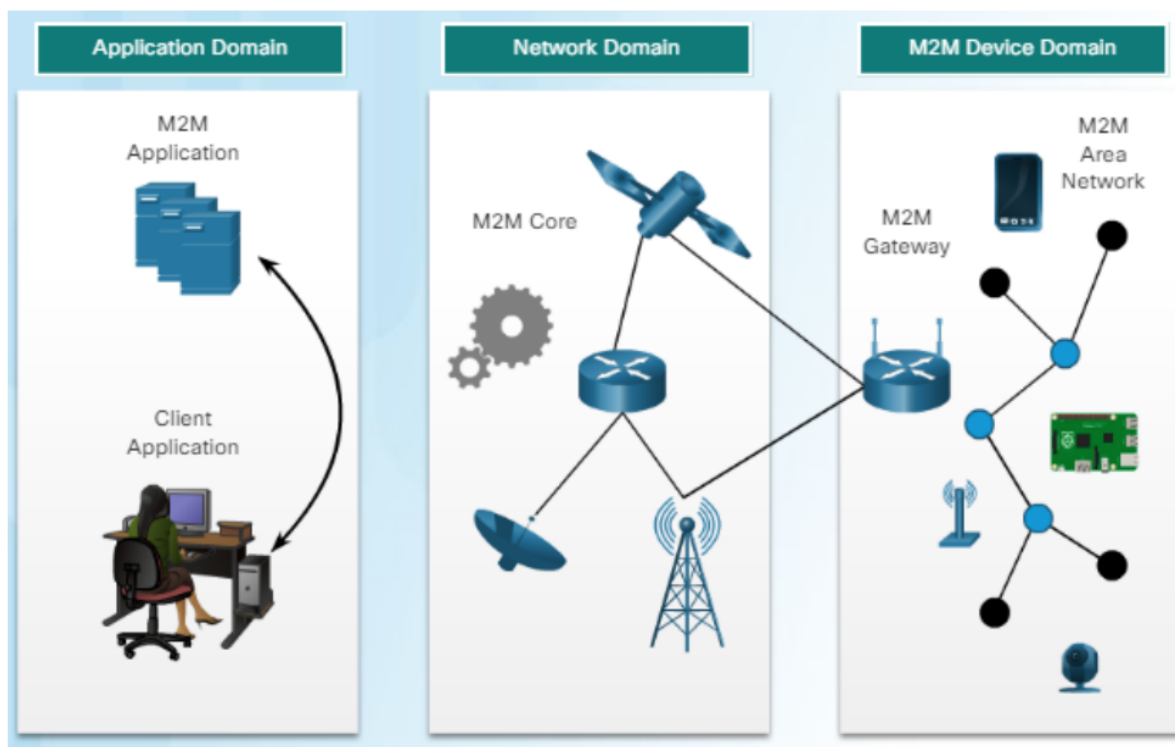 Application Domain
Network Domain
M2M Device Domain
M2M
Application
Client
Application
M2M Core
M2M
Gateway
M2M
Area
Network